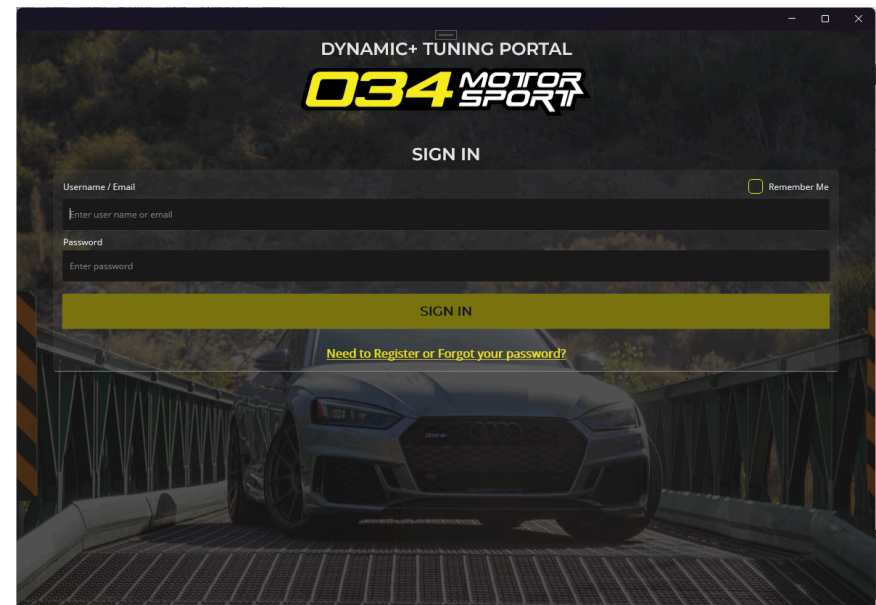 DYNAMIC+ TUNING PORTAL
034 MOTOR
SPORT
SIGN IN
Username / Email
Remember Me
Enter user name or email
Password
Enter password
SIGN IN
Need to Register or Forgot your password?